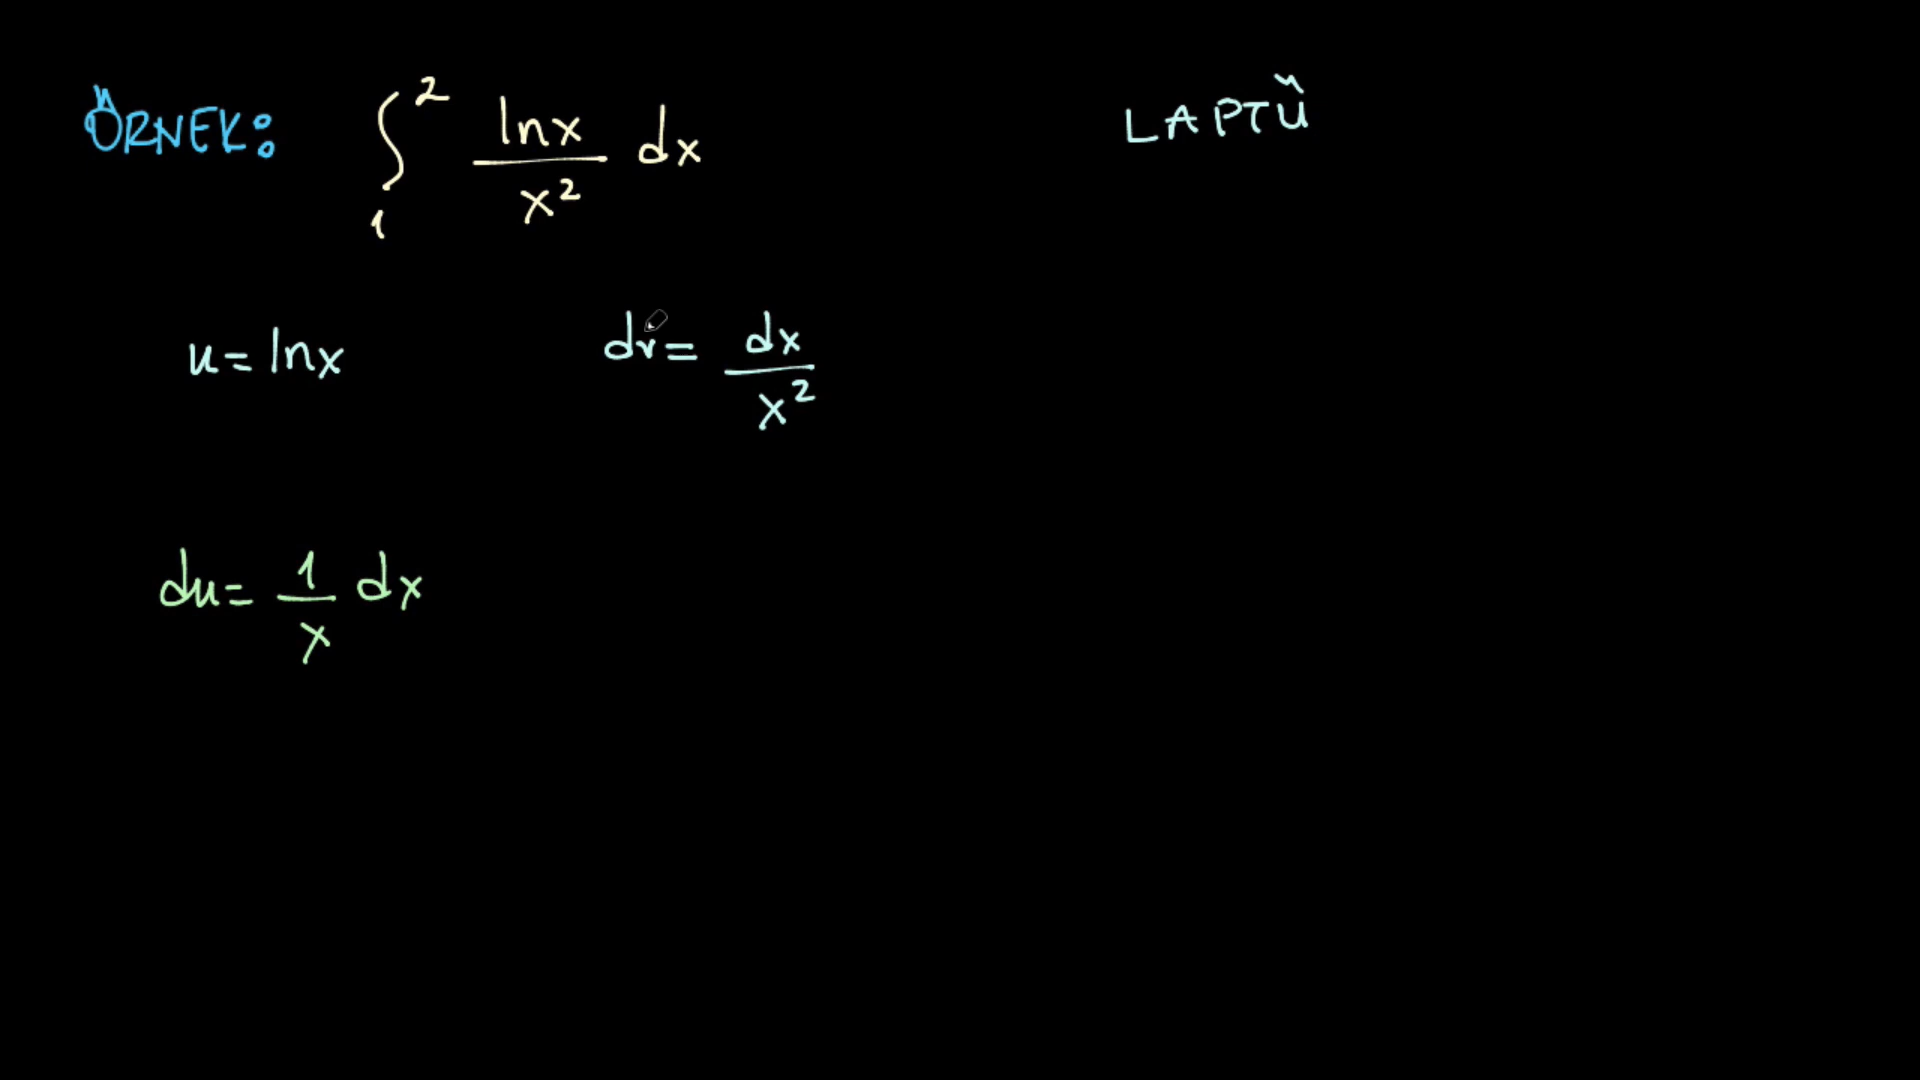 ÖRNEK: ∫₁² lnx/x² dx LAPTÜ
u = lnx dv = dx/x²
du = 1/x dx